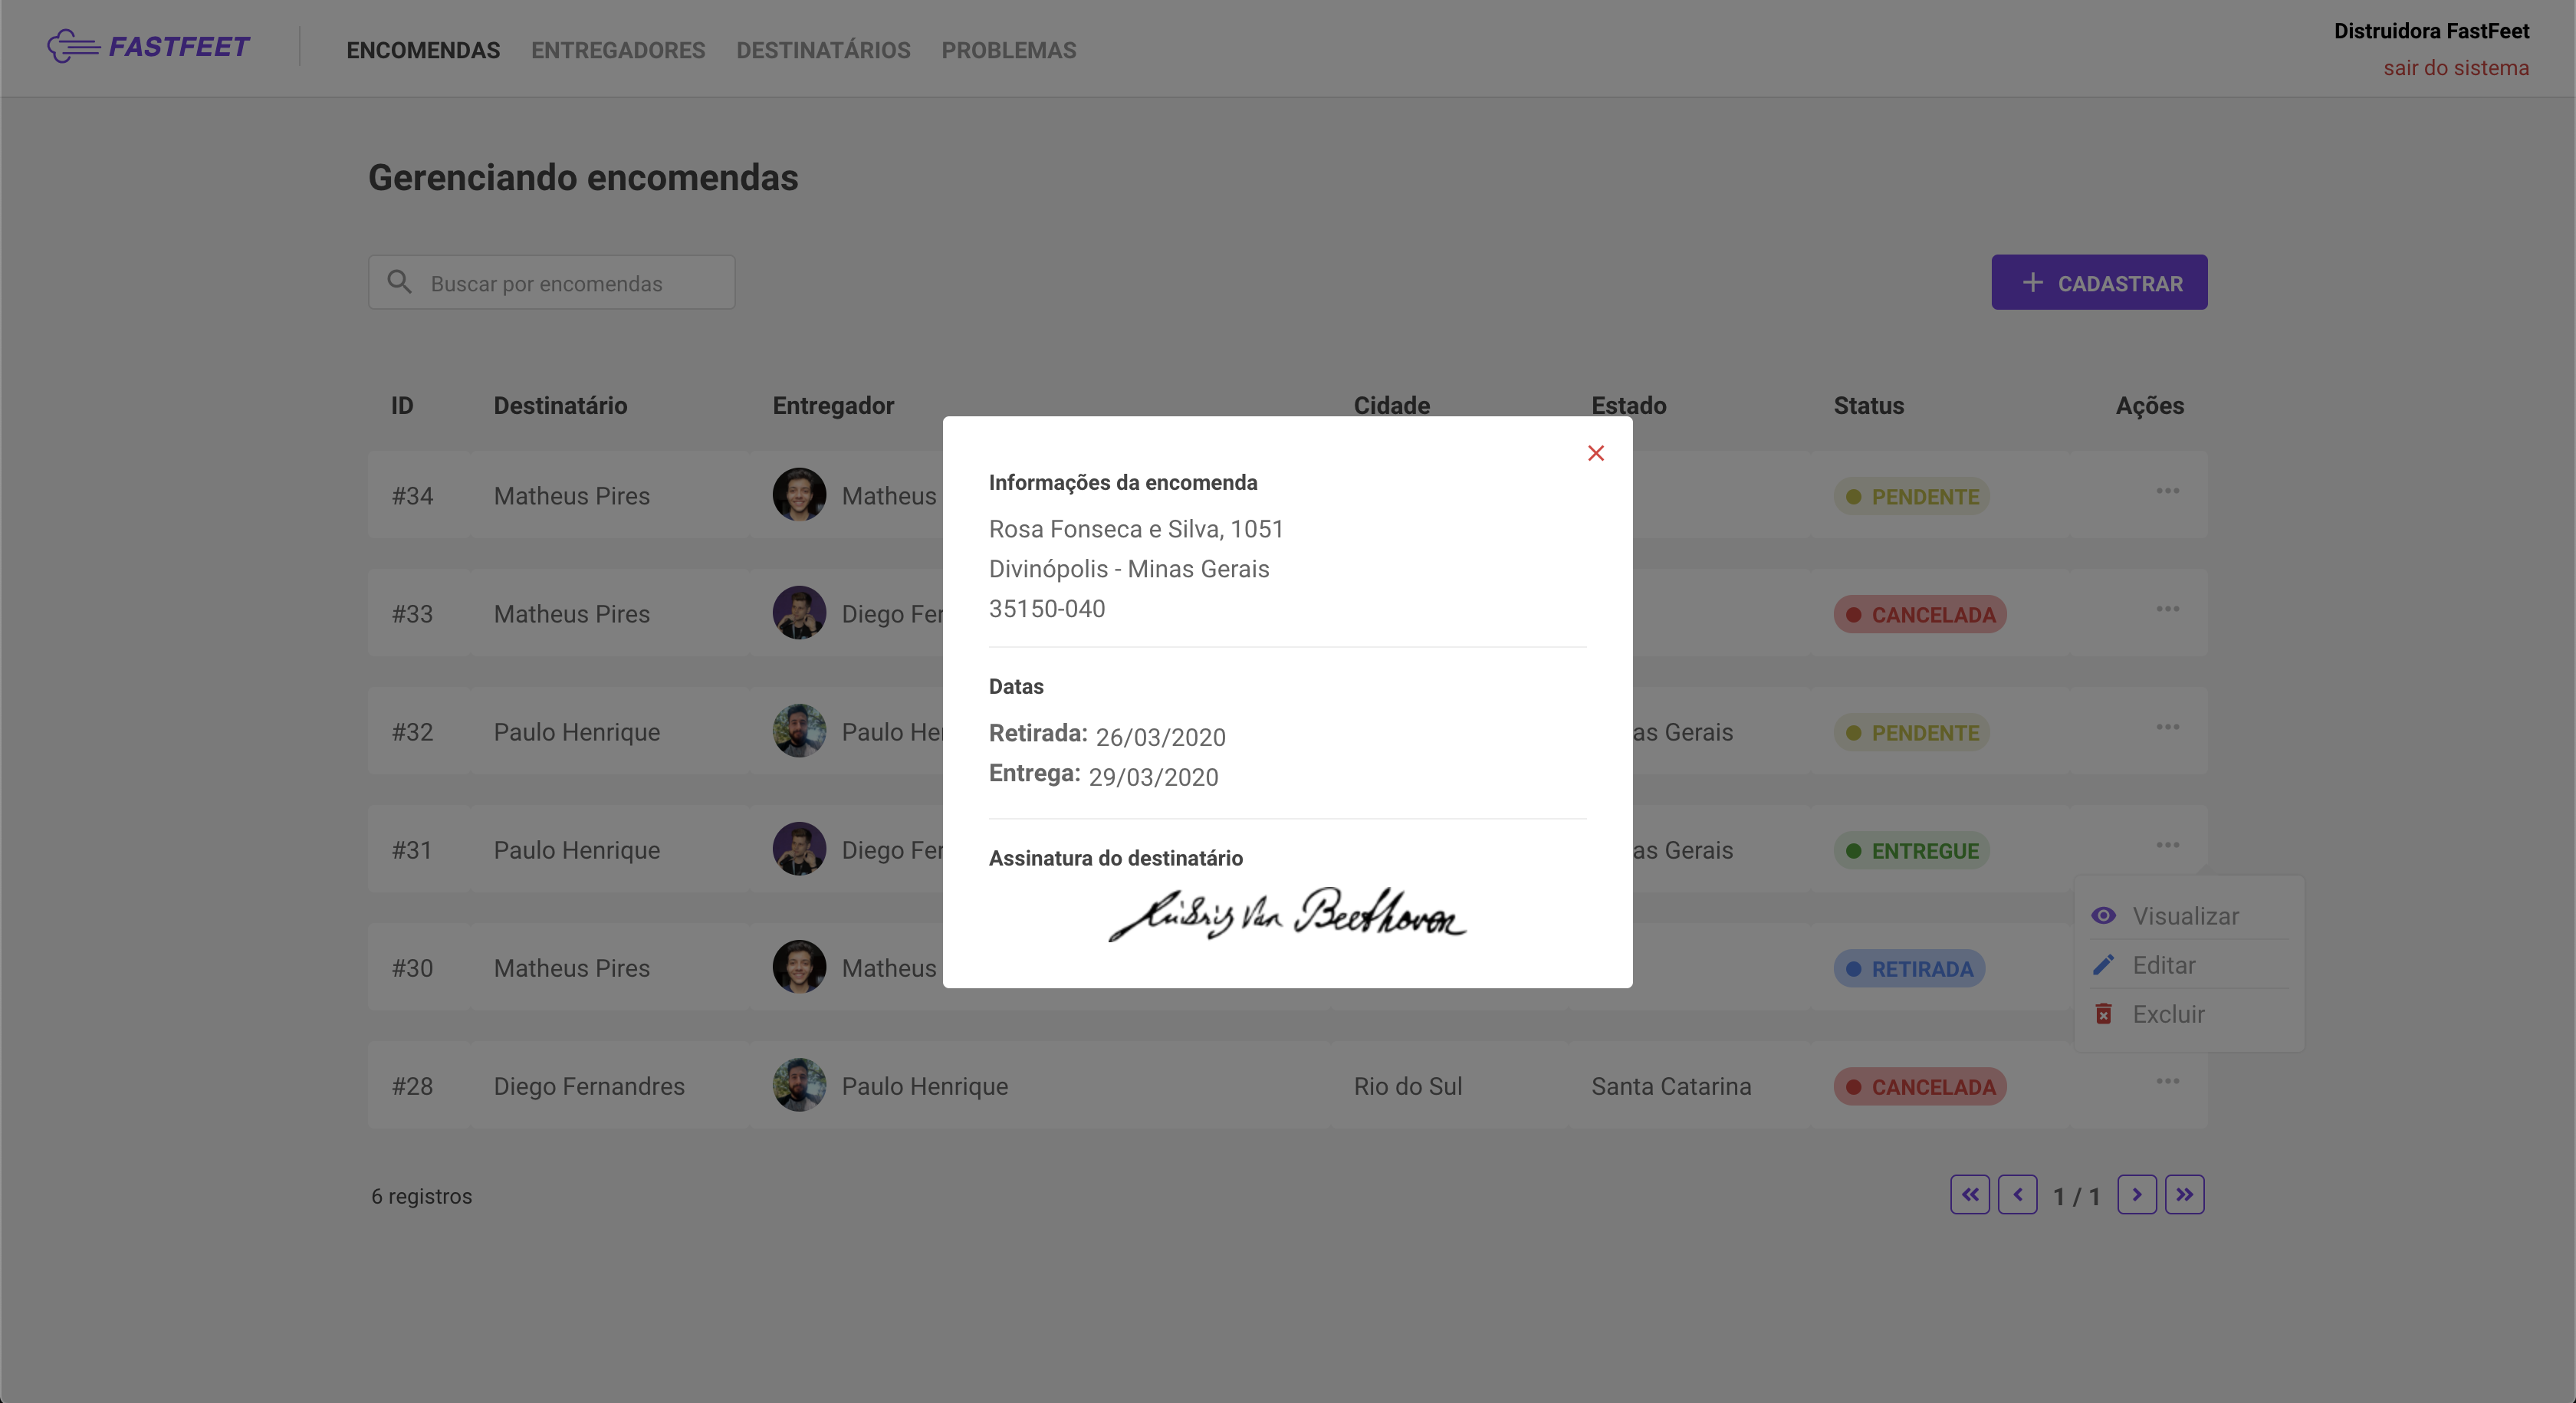 FASTFEET
ENCOMENDAS ENTREGADORES DESTINATÁRIOS PROBLEMAS
Distruidora FastFeet
sair do sistema
Gerenciando encomendas
Buscar por encomendas
+ CADASTRAR
ID Destinatário Entregador Cidade Estado Status Ações
#34 Matheus Pires Matheus PENDENTE
#33 Matheus Pires Diego Fer CANCELADA
#32 Paulo Henrique Paulo He as Gerais PENDENTE
#31 Paulo Henrique Diego Fer as Gerais ENTREGUE
#30 Matheus Pires Matheus RETIRADA
#28 Diego Fernandres Paulo Henrique Rio do Sul Santa Catarina CANCELADA
Visualizar
Editar
Excluir
Informações da encomenda
Rosa Fonseca e Silva, 1051
Divinópolis - Minas Gerais
35150-040
Datas
Retirada: 26/03/2020
Entrega: 29/03/2020
Assinatura do destinatário
Van Beethoven
6 registros
1 / 1